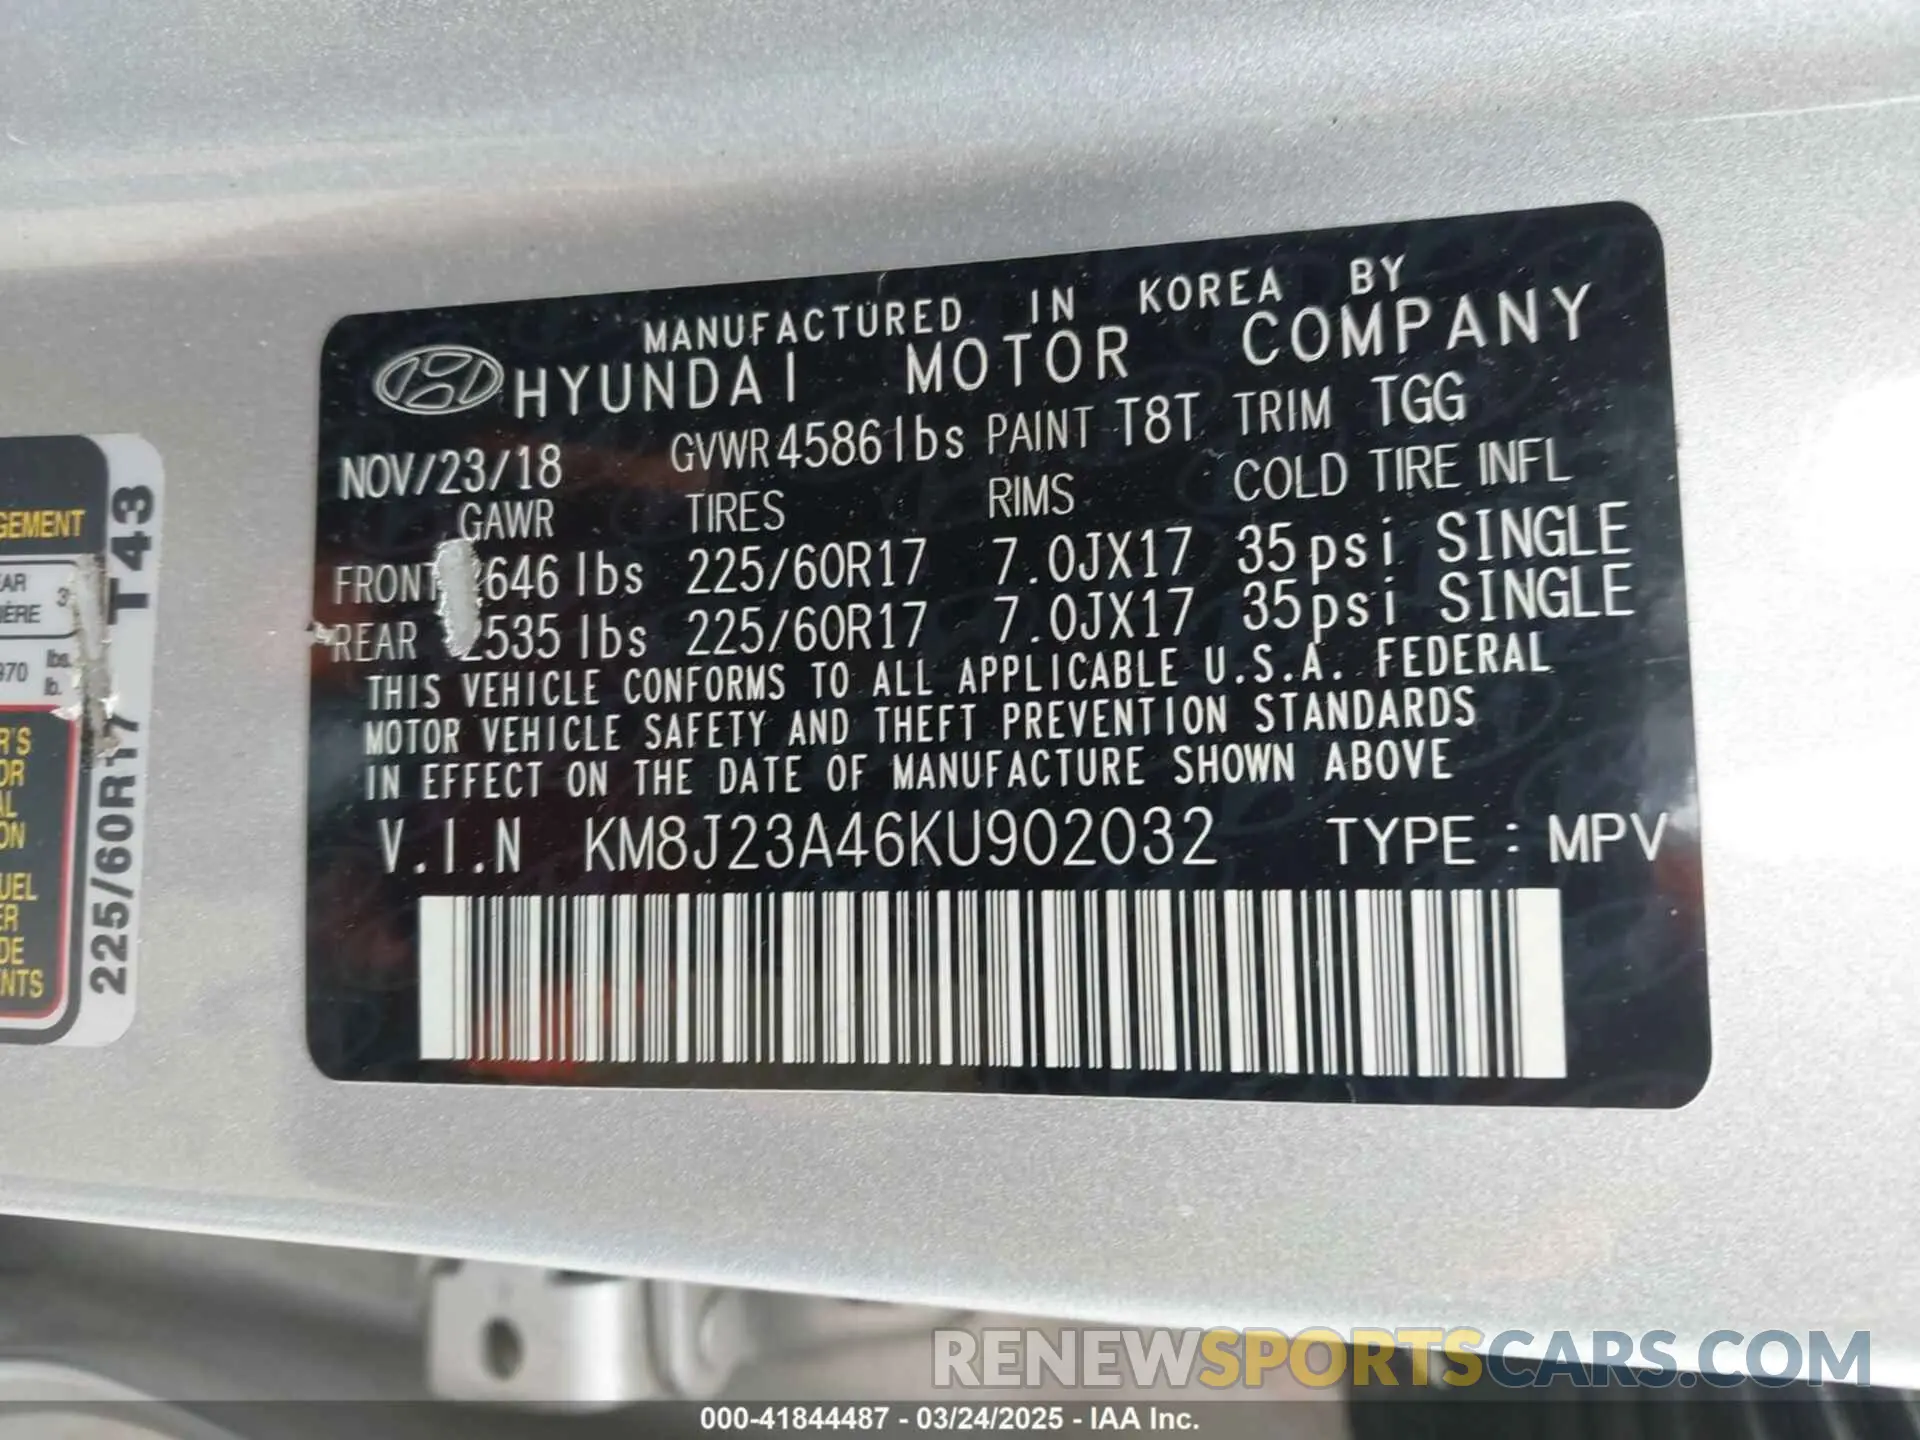 MANUFACTURED IN KOREA BY
HYUNDAI MOTOR COMPANY
NOV/23/18 GVWR 4586lbs PAINT T8T TRIM TGG
GAWR TIRES RIMS COLD TIRE INFL
FRONT 2646 lbs 225/60R17 7.0JX17 35psi SINGLE
REAR 2535 lbs 225/60R17 7.0JX17 35psi SINGLE
THIS VEHICLE CONFORMS TO ALL APPLICABLE U.S.A. FEDERAL
MOTOR VEHICLE SAFETY AND THEFT PREVENTION STANDARDS
IN EFFECT ON THE DATE OF MANUFACTURE SHOWN ABOVE
V.I.N KM8J23A46KU902032 TYPE : MPV
225/60R17 T43
lbs.
lb.
RENEWSPORTSCARS.COM
000-41844487 - 03/24/2025 - IAA Inc.